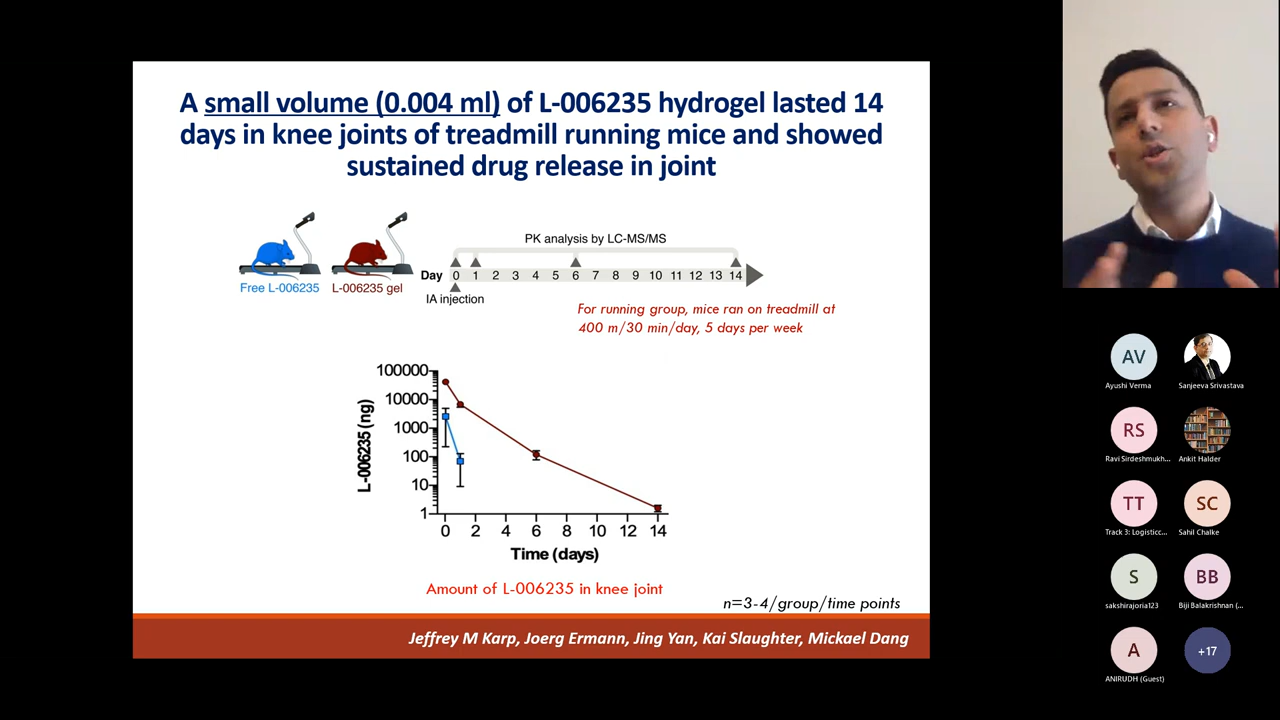 A small volume (0.004 ml) of L-006235 hydrogel lasted 14
days in knee joints of treadmill running mice and showed
sustained drug release in joint
PK analysis by LC-MS/MS
Day 0 1 2 3 4 5 6 7 8 9 10 11 12 13 14
Free L-006235
L-006235 gel
IA injection
For running group, mice ran on treadmill at
400 m/30 min/day, 5 days per week
L-006235 (ng)
100000
10000
1000
100
10
1
0 2 4 6 8 10 12 14
Time (days)
Amount of L-006235 in knee joint
n=3-4/group/time points
Jeffrey M Karp, Joerg Ermann, Jing Yan, Kai Slaughter, Mickael Dang
AV
Ayushi Verma
Sanjeeva Srivastava
RS
Ravi Sirdeshmukh...
Ankit Halder
TT
Track 3: Logisticc...
SC
Sahil Chalke
S
sakshirajoria123
BB
Biji Balakrishnan (...
A
ANIRUDH (Guest)
+17